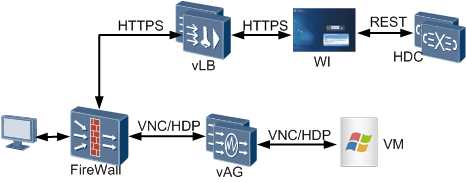 HTTPS
HTTPS
REST
vLB
WI
HDC
VNC/HDP
VNC/HDP
VM
FireWall
vAG